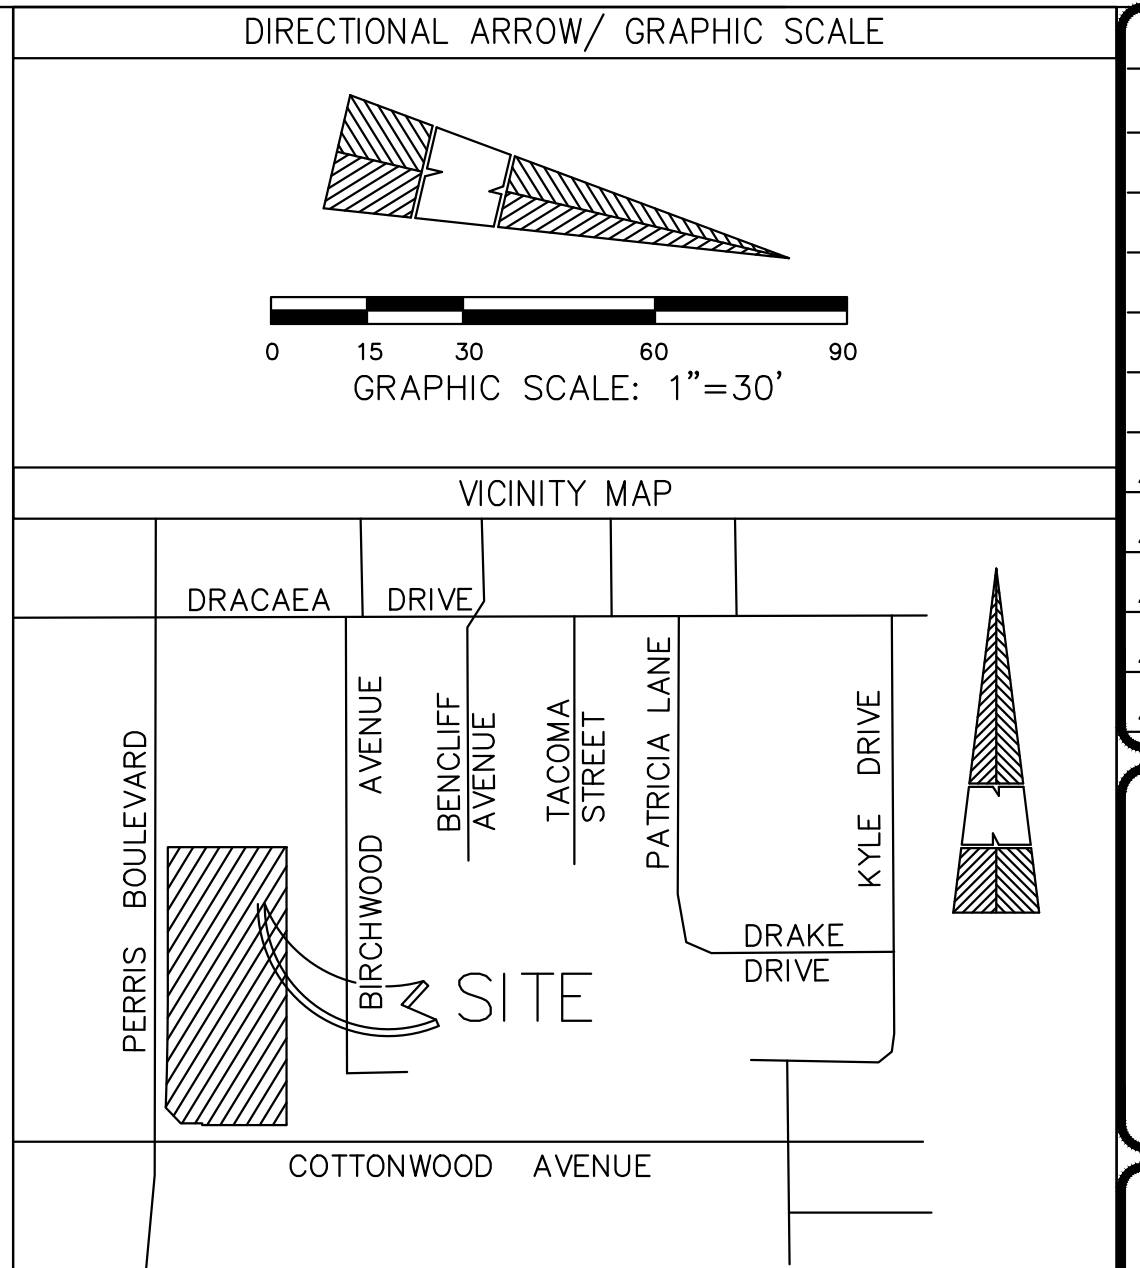 DIRECTIONAL ARROW/ GRAPHIC SCALE
0 15 30 60 90
GRAPHIC SCALE: 1"=30'
VICINITY MAP
DRACAEA DRIVE
PERRIS BOULEVARD
BIRCHWOOD AVENUE
BENCLIFF
AVENUE
TACOMA
STREET
PATRICIA LANE
KYLE DRIVE
DRAKE
DRIVE
SITE
COTTONWOOD AVENUE